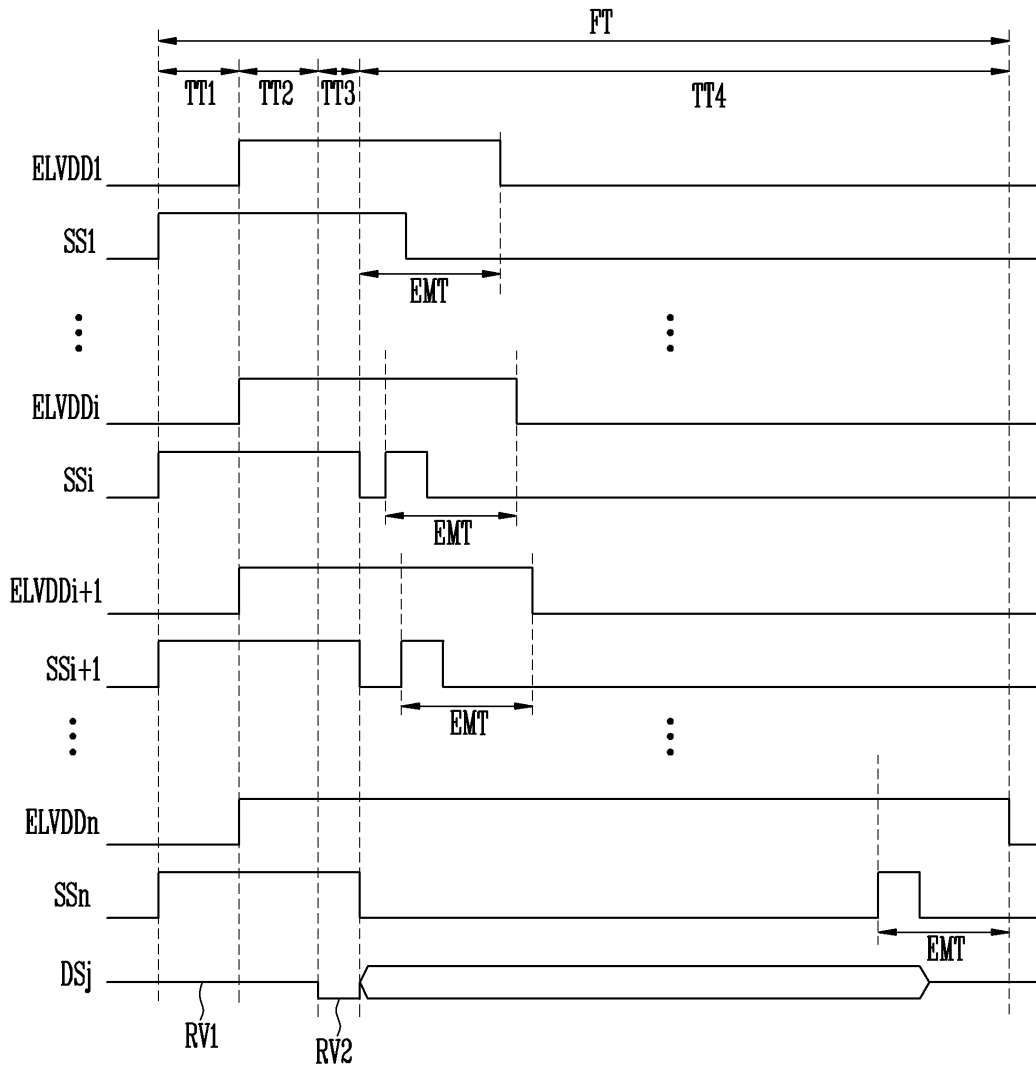 FT
TT1 TT2 TT3 TT4
ELVDD1
SS1
EMT
ELVDDi
SSi
EMT
ELVDDi+1
SSi+1
EMT
ELVDDn
SSn
EMT
DSj
RV1 RV2